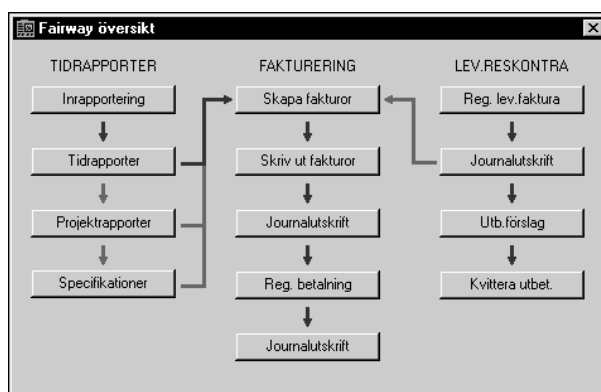 Fairway översikt
TIDRAPPORTER
Inrapportering
Tidrapporter
Projektrapporter
Specifikationer
FAKTURERING
Skapa fakturor
Skriv ut fakturor
Journalutskrift
Reg. betalning
Journalutskrift
LEV.RESKONTRA
Reg. lev.faktura
Journalutskrift
Utb.förslag
Kvittera utbet.